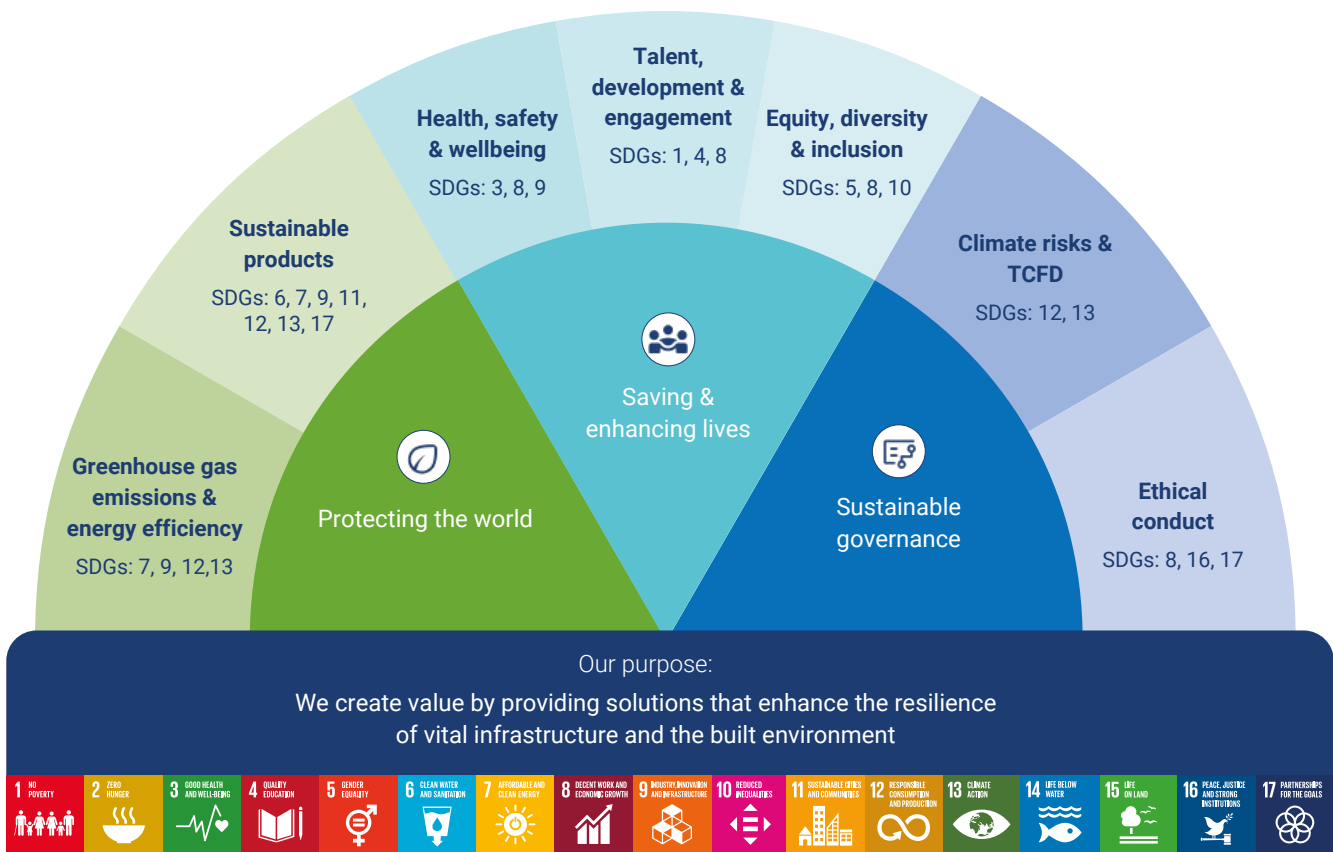 Talent,
development &
engagement
SDGs: 1, 4, 8
Health, safety
& wellbeing
SDGs: 3, 8, 9
Equity, diversity
& inclusion
SDGs: 5, 8, 10
Sustainable
products
SDGs: 6, 7, 9, 11,
12, 13, 17
Climate risks &
TCFD
SDGs: 12, 13
Greenhouse gas
emissions &
energy efficiency
SDGs: 7, 9, 12,13
Ethical
conduct
SDGs: 8, 16, 17
Protecting the world
Saving &
enhancing lives
Sustainable
governance
Our purpose:
We create value by providing solutions that enhance the resilience
of vital infrastructure and the built environment
1 NO
POVERTY
2 ZERO
HUNGER
3 GOOD HEALTH
AND WELL-BEING
4 QUALITY
EDUCATION
5 GENDER
EQUALITY
6 CLEAN WATER
AND SANITATION
7 AFFORDABLE AND
CLEAN ENERGY
8 DECENT WORK AND
ECONOMIC GROWTH
9 INDUSTRY, INNOVATION
AND INFRASTRUCTURE
10 REDUCED
INEQUALITIES
11 SUSTAINABLE CITIES
AND COMMUNITIES
12 RESPONSIBLE
CONSUMPTION
AND PRODUCTION
13 CLIMATE
ACTION
14 LIFE BELOW
WATER
15 LIFE
ON LAND
16 PEACE, JUSTICE
AND STRONG
INSTITUTIONS
17 PARTNERSHIPS
FOR THE GOALS